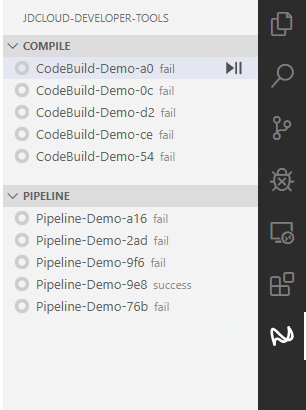 JDCLOUD-DEVELOPER-TOOLS
COMPILE
CodeBuild-Demo-a0 fail
CodeBuild-Demo-0c fail
CodeBuild-Demo-d2 fail
CodeBuild-Demo-ce fail
CodeBuild-Demo-54 fail
PIPELINE
Pipeline-Demo-a16 fail
Pipeline-Demo-2ad fail
Pipeline-Demo-9f6 fail
Pipeline-Demo-9e8 success
Pipeline-Demo-76b fail